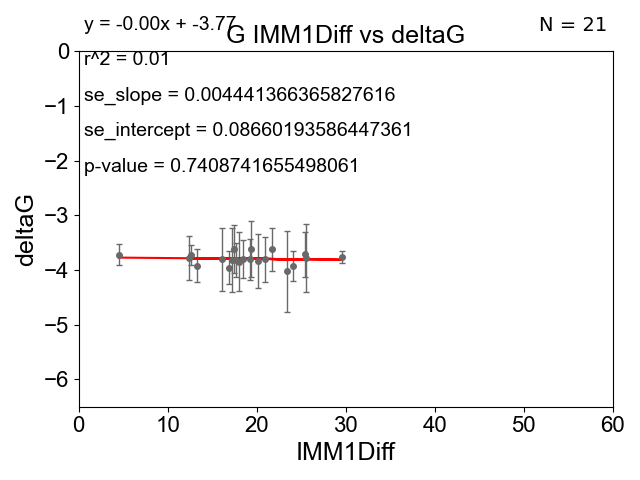 y = -0.00x + -3.77
N = 21
G IMM1Diff vs deltaG
r^2 = 0.01
se_slope = 0.004441366365827616
se_intercept = 0.08660193586447361
p-value = 0.7408741655498061
0
−1
−2
−3
−4
−5
−6
deltaG
0 10 20 30 40 50 60
IMM1Diff